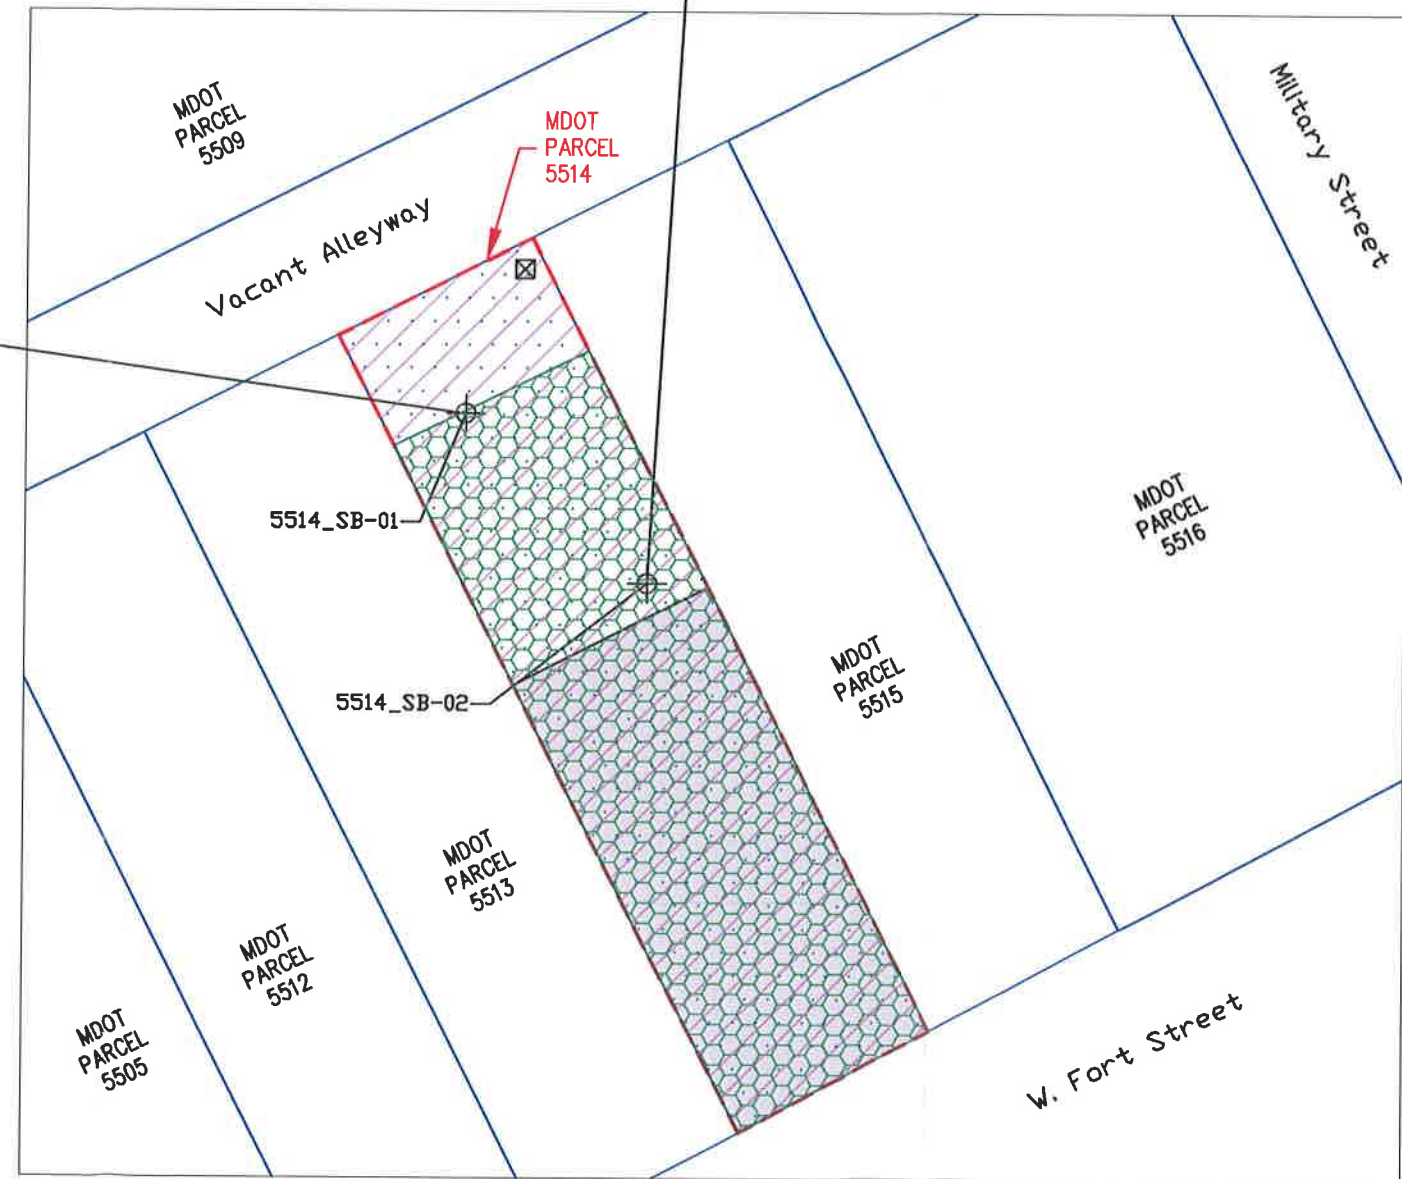 MDOT
PARCEL
5509
MDOT
PARCEL
5514
Military Street
Vacant Alleyway
5514_SB-01
MDOT
PARCEL
5516
5514_SB-02
MDOT
PARCEL
5515
MDOT
PARCEL
5513
MDOT
PARCEL
5512
MDOT
PARCEL
5505
W. Fort Street